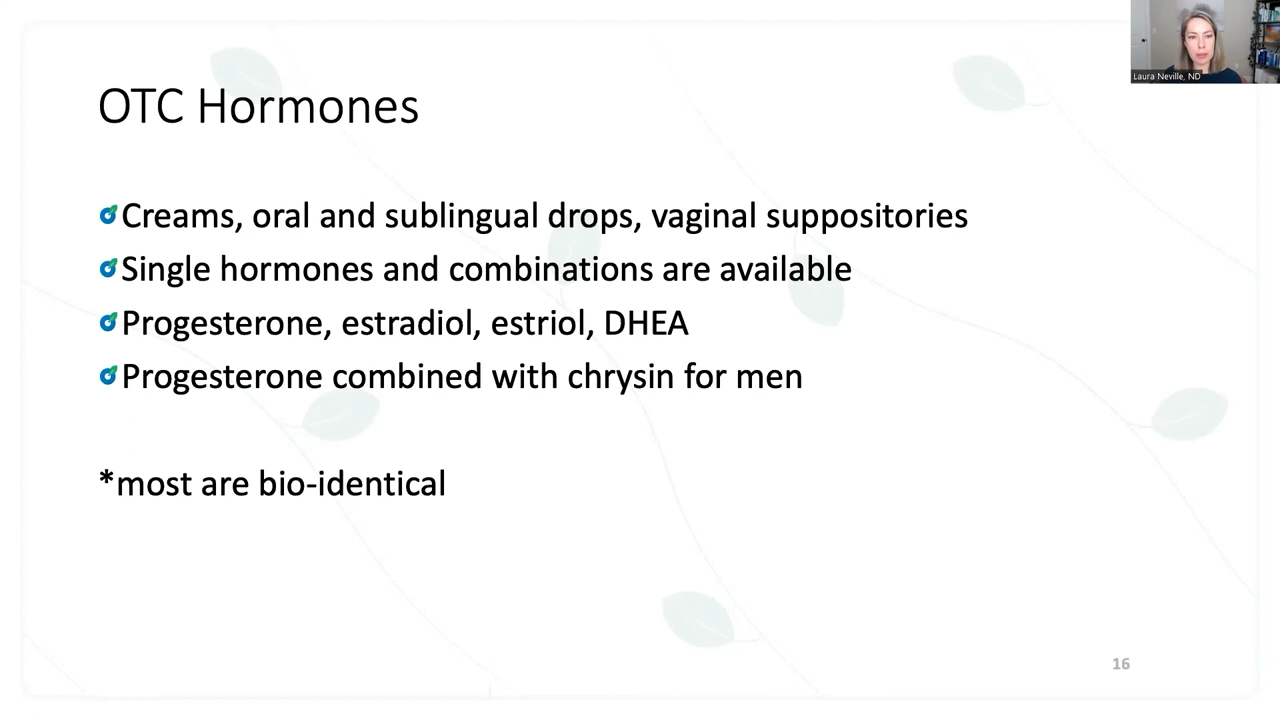 Laura Neville, ND
OTC Hormones
Creams, oral and sublingual drops, vaginal suppositories
Single hormones and combinations are available
Progesterone, estradiol, estriol, DHEA
Progesterone combined with chrysin for men
*most are bio-identical
16